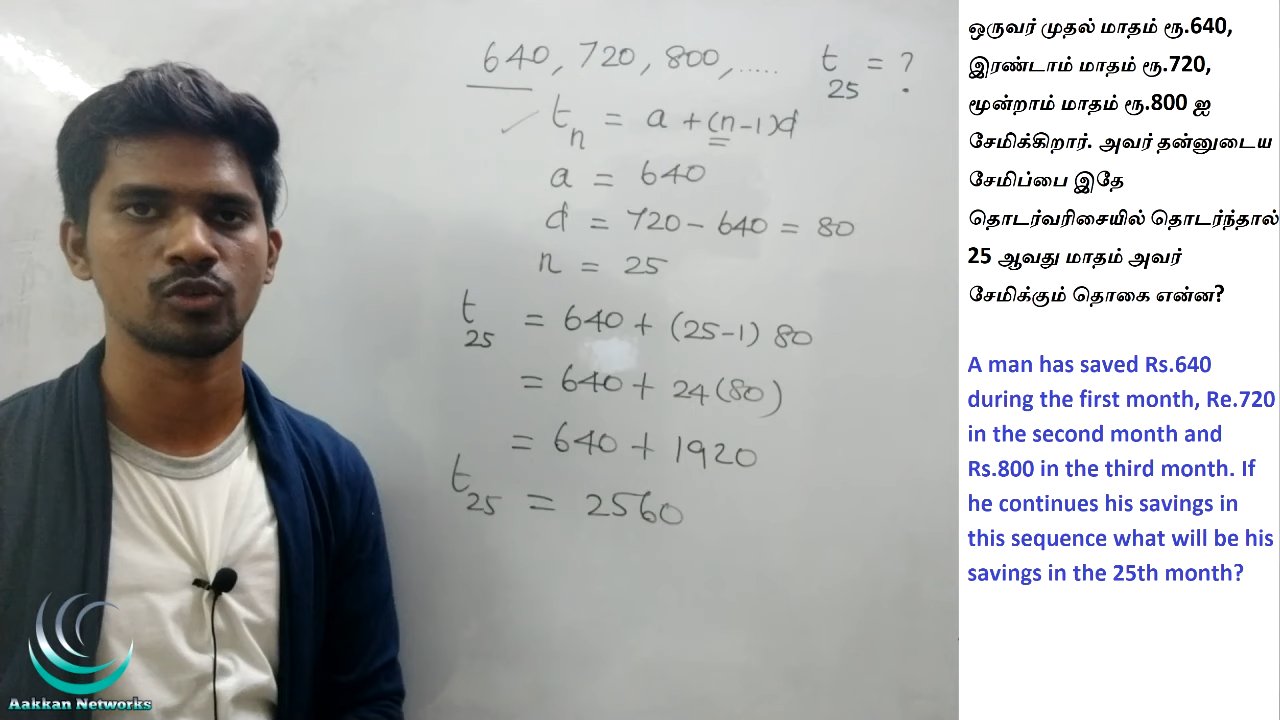 640, 720, 800, ..... t25 = ?
tn = a + (n-1)d
a = 640
d = 720 - 640 = 80
n = 25
t25 = 640 + (25-1) 80
= 640 + 24(80)
= 640 + 1920
t25 = 2560
ஒருவர் முதல் மாதம் ரூ.640,
இரண்டாம் மாதம் ரூ.720,
மூன்றாம் மாதம் ரூ.800 ஐ
சேமிக்கிறார். அவர் தன்னுடைய
சேமிப்பை இதே
தொடர்வரிசையில் தொடர்ந்தால்
25 ஆவது மாதம் அவர்
சேமிக்கும் தொகை என்ன?
A man has saved Rs.640
during the first month, Re.720
in the second month and
Rs.800 in the third month. If
he continues his savings in
this sequence what will be his
savings in the 25th month?
Aakkan Networks